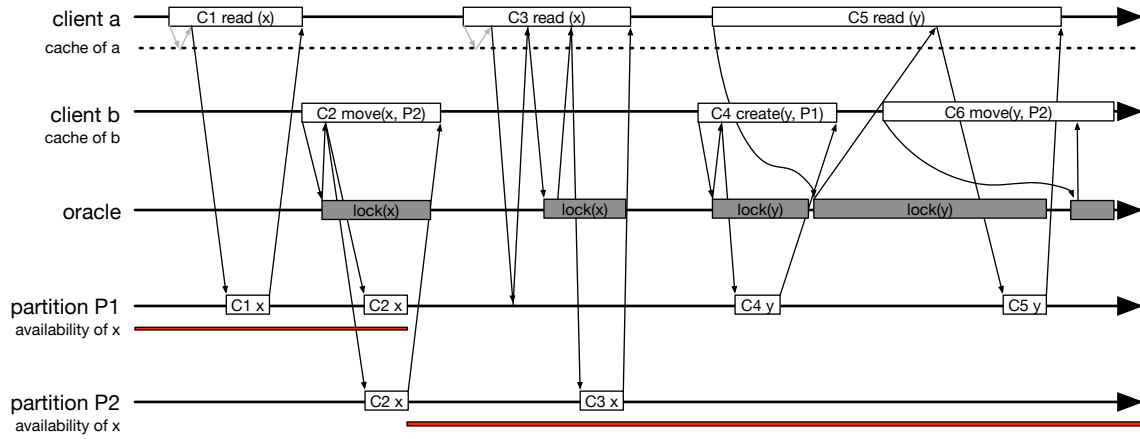 client a
C1 read (x)
C3 read (x)
C5 read (y)
cache of a
client b
C2 move(x, P2)
C4 create(y, P1)
C6 move(y, P2)
cache of b
oracle
lock(x)
lock(x)
lock(y)
lock(y)
partition P1
C1 x
C2 x
C4 y
C5 y
availability of x
partition P2
C2 x
C3 x
availability of x